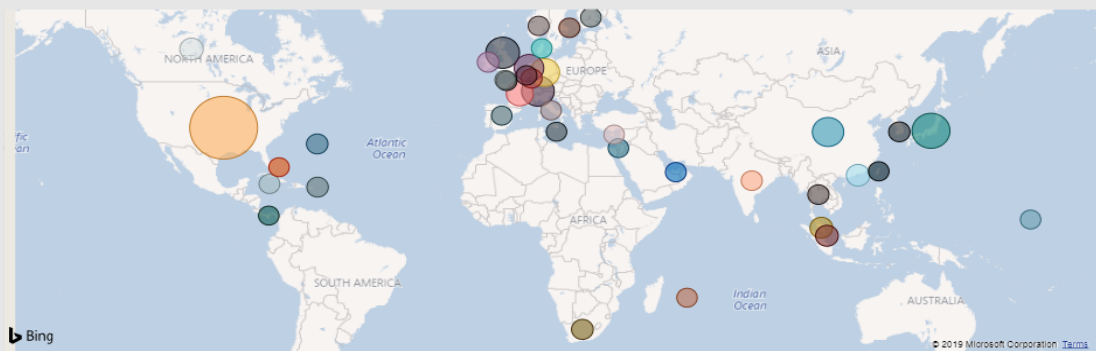 NORTH AMERICA
EUROPE
ASIA
Atlantic
Ocean
AFRICA
SOUTH AMERICA
Indian
Ocean
AUSTRALIA
Bing
© 2019 Microsoft Corporation Terms